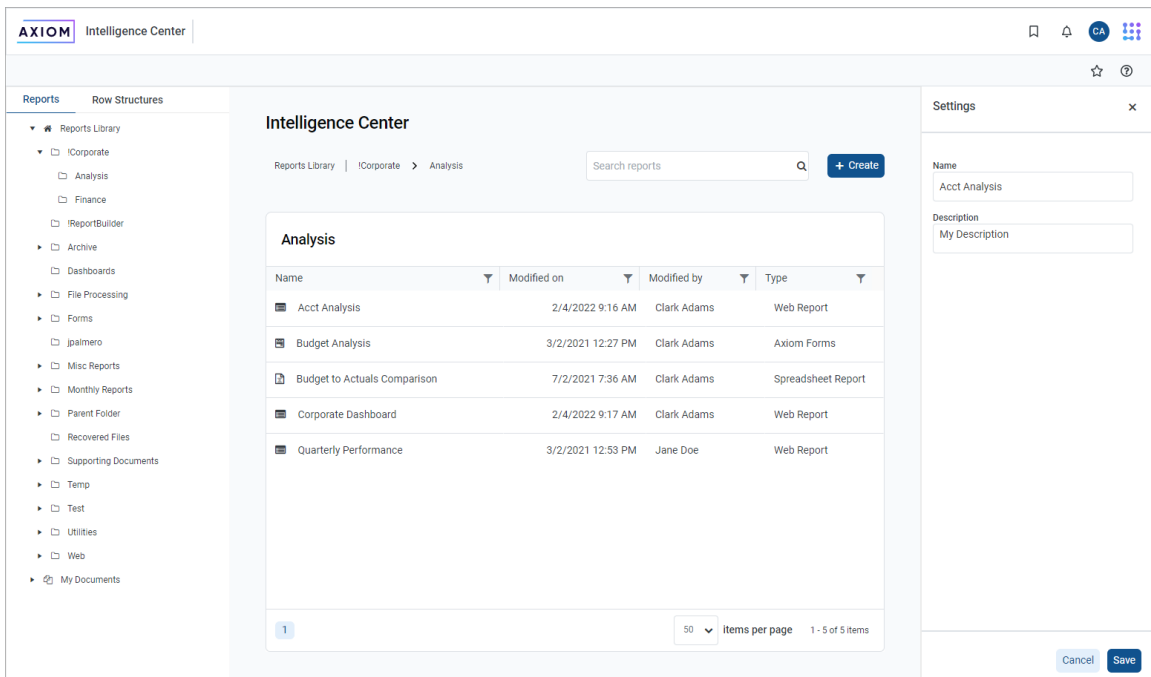 AXIOM Intelligence Center
CA
Reports Row Structures
Reports Library
!Corporate
Analysis
Finance
!ReportBuilder
Archive
Dashboards
File Processing
Forms
jpalmero
Misc Reports
Monthly Reports
Parent Folder
Recovered Files
Supporting Documents
Temp
Test
Utilities
Web
My Documents
Intelligence Center
Reports Library | !Corporate > Analysis
Search reports
+ Create
Analysis
Name Modified on Modified by Type
Acct Analysis 2/4/2022 9:16 AM Clark Adams Web Report
Budget Analysis 3/2/2021 12:27 PM Clark Adams Axiom Forms
Budget to Actuals Comparison 7/2/2021 7:36 AM Clark Adams Spreadsheet Report
Corporate Dashboard 2/4/2022 9:17 AM Clark Adams Web Report
Quarterly Performance 3/2/2021 12:53 PM Jane Doe Web Report
1 50 items per page 1 - 5 of 5 items
Settings
Name
Acct Analysis
Description
My Description
Cancel Save